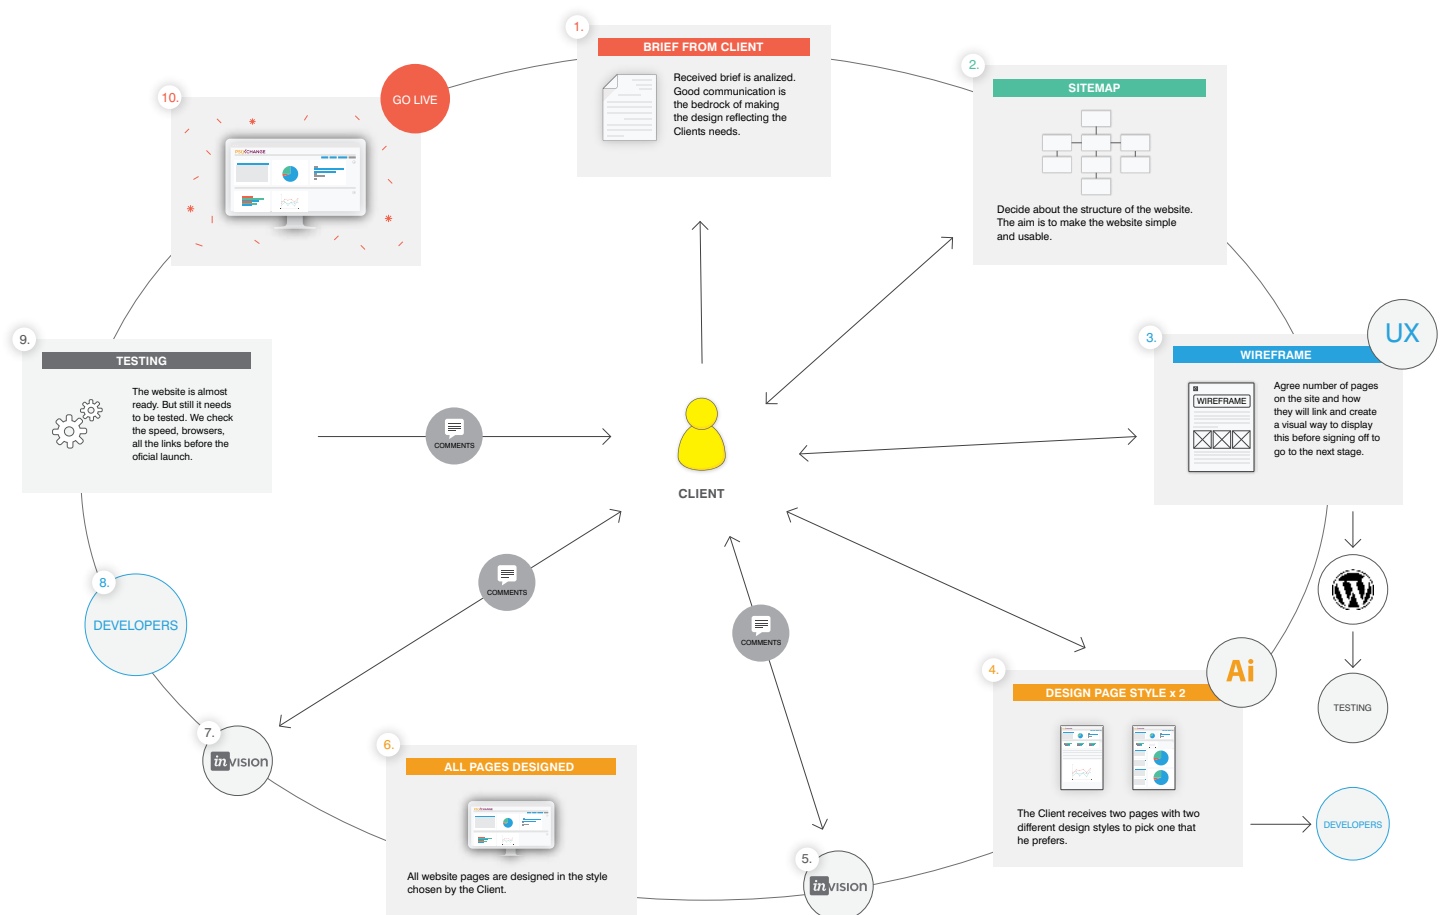 1.
BRIEF FROM CLIENT
Received brief is analized.
Good communication is
the bedrock of making
the design reflecting the
Clients needs.
2.
SITEMAP
Decide about the structure of the website.
The aim is to make the website simple
and usable.
3.
UX
WIREFRAME
WIREFRAME
Agree number of pages
on the site and how
they will link and create
a visual way to display
this before signing off to
go to the next stage.
W
TESTING
4.
Ai
DESIGN PAGE STYLE x 2
The Client receives two pages with two
different design styles to pick one that
he prefers.
DEVELOPERS
5.
inVISION
6.
ALL PAGES DESIGNED
All website pages are designed in the style
chosen by the Client.
7.
inVISION
8.
DEVELOPERS
9.
TESTING
The website is almost
ready. But still it needs
to be tested. We check
the speed, browsers,
all the links before the
oficial launch.
10.
GO LIVE
COMMENTS
COMMENTS
COMMENTS
CLIENT